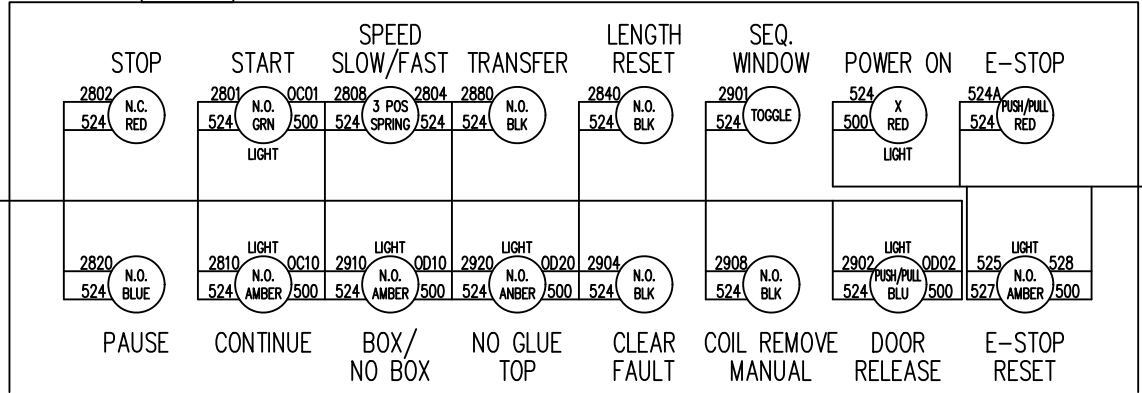 SPEED
LENGTH
SEQ.
STOP
START
SLOW/FAST
TRANSFER
RESET
WINDOW
POWER ON
E-STOP
2802
2801
OC01
2808
2804
2880
2840
2901
524
524A
N.C.
N.O.
3 POS
N.O.
N.O.
TOGGLE
X
PUSH/PULL
RED
GRN
SPRING
BLK
BLK
RED
RED
524
524
500
524
524
524
524
524
500
524
LIGHT
LIGHT
LIGHT
LIGHT
LIGHT
LIGHT
LIGHT
2820
2810
OC10
2910
OD10
2920
OD20
2904
2908
2902
OD02
525
528
N.O.
N.O.
N.O.
N.O.
N.O.
N.O.
PUSH/PULL
N.O.
BLUE
AMBER
AMBER
ANBER
BLK
BLK
BLU
AMBER
524
524
500
524
500
524
500
524
524
524
500
527
500
PAUSE
CONTINUE
BOX/
NO GLUE
CLEAR
COIL REMOVE
DOOR
E-STOP
NO BOX
TOP
FAULT
MANUAL
RELEASE
RESET